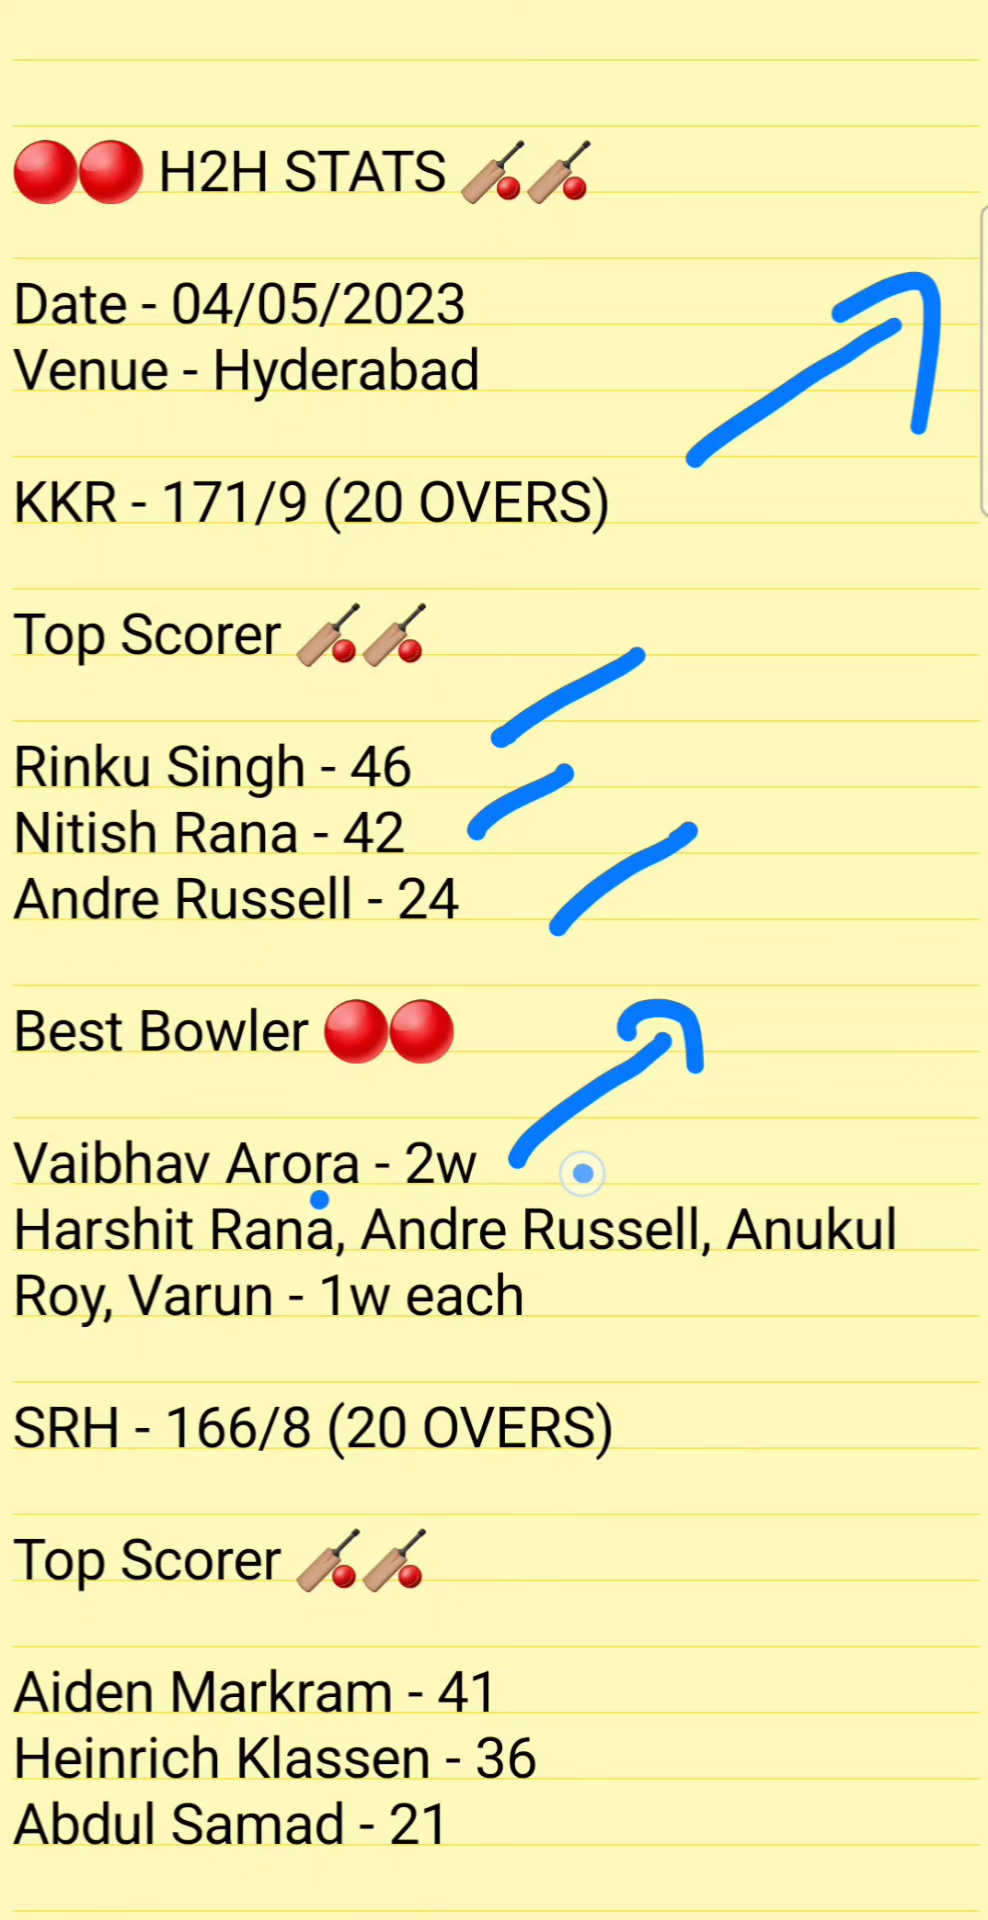 🔴🔴 H2H STATS 🏏🏏
Date - 04/05/2023
Venue - Hyderabad
KKR - 171/9 (20 OVERS)
Top Scorer 🏏🏏
Rinku Singh - 46
Nitish Rana - 42
Andre Russell - 24
Best Bowler 🔴🔴
Vaibhav Arora - 2w
Harshit Rana, Andre Russell, Anukul
Roy, Varun - 1w each
SRH - 166/8 (20 OVERS)
Top Scorer 🏏🏏
Aiden Markram - 41
Heinrich Klassen - 36
Abdul Samad - 21